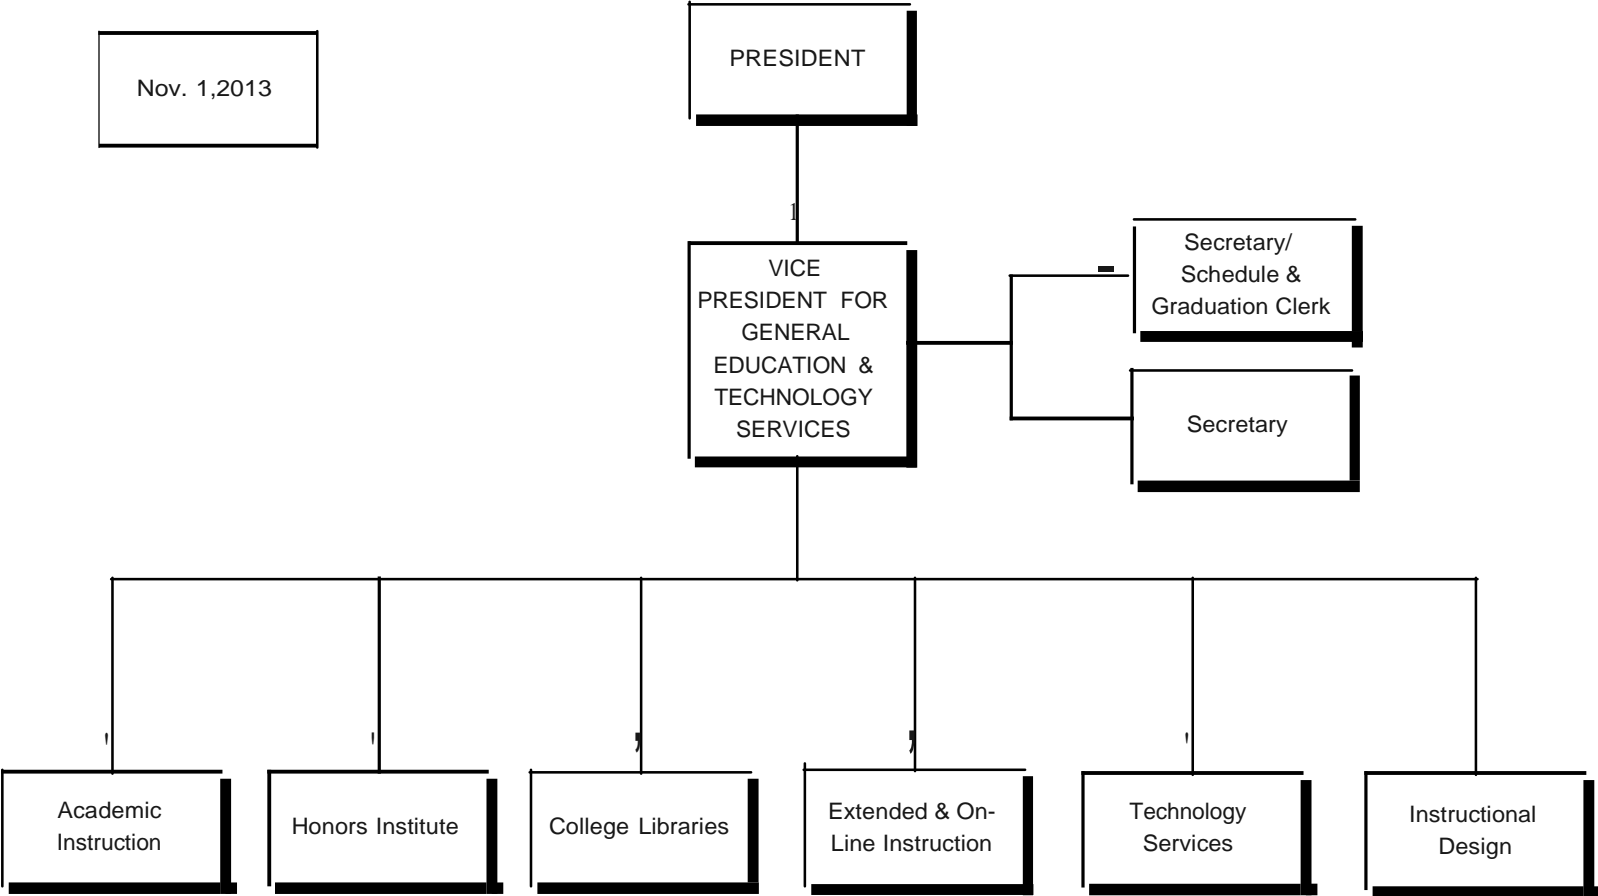 PRESIDENT
Nov. 1,2013
VICE
PRESIDENT FOR
GENERAL
EDUCATION &
TECHNOLOGY
SERVICES
Secretary/
Schedule &
Graduation Clerk
Secretary
Academic
Instruction
Honors Institute
College Libraries
Extended & On-
Line Instruction
Technology
Services
Instructional
Design